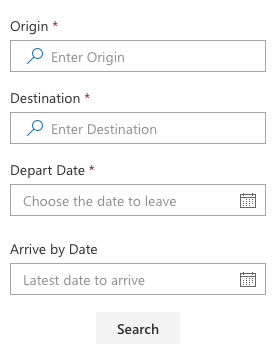 Origin *
Enter Origin
Destination *
Enter Destination
Depart Date *
Choose the date to leave
Arrive by Date
Latest date to arrive
Search